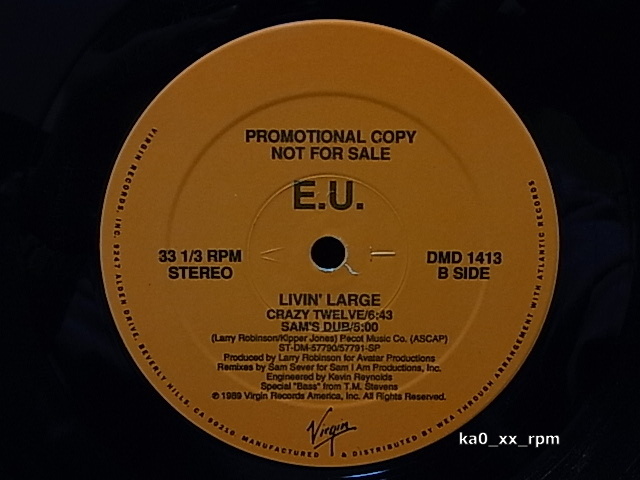 PROMOTIONAL COPY
NOT FOR SALE
E.U.
33 1/3 RPM
STEREO
DMD 1413
B SIDE
LIVIN' LARGE
CRAZY TWELVE/6:43
SAM'S DUB/5:00
(Larry Robinson/Kipper Jones) Pecot Music Co. (ASCAP)
ST-DM-57790/57791-SP
Produced by Larry Robinson for Avatar Productions
Remixes by Sam Sever for Sam I Am Productions, Inc.
Engineered by Kevin Reynolds
Special "Bass" from T.M. Stevens
℗ 1989 Virgin Records America, Inc. All Rights Reserved.
Virgin
VIRGIN RECORDS, INC. 9247 ALDEN DRIVE, BEVERLY HILLS, CA 90210. MANUFACTURED & DISTRIBUTED BY WEA THROUGH ARRANGEMENT WITH ATLANTIC RECORDS
ka0_xx_rpm